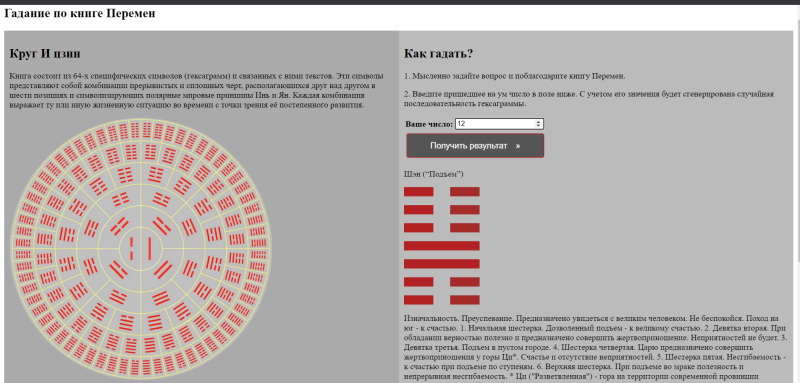 Гадание по книге Перемен
Круг И цзин
Книга состоит из 64-х специфических символов (гексаграмм) и связанных с ними текстов. Эти символы
представляют собой комбинации прерывистых и сплошных черт, располагающихся друг над другом в
шести позициях и символизирующих полярные мировые принципы Инь и Ян. Каждая комбинация
выражает ту или иную жизненную ситуацию во времени с точки зрения её постепенного развития.
Как гадать?
1. Мысленно задайте вопрос и поблагодарите книгу Перемен.
2. Введите пришедшее на ум число в поле ниже. С учетом его значения будет сгенерирована случайная
последовательность гексаграммы.
Ваше число: 12
Получить результат »
Шэн (“Подъем”)
Изначальность. Преуспевание. Предназначено увидеться с великим человеком. Не беспокойся. Поход на
юг - к счастью. 1. Начальная шестерка. Дозволенный подъем - к великому счастью. 2. Девятка вторая. При
обладании верностью полезно и предназначено совершить жертвоприношение. Неприятностей не будет. 3.
Девятка третья. Подъем в пустом городе. 4. Шестерка четвертая. Царю предназначено совершить
жертвоприношения у горы Ци*. Счастье и отсутствие неприятностей. 5. Шестерка пятая. Несгибаемость -
к счастью при подъеме по ступеням. 6. Верхняя шестерка. При подъеме во мраке полезность и
непрерывная несгибаемость. * Ци ("Разветвленная") - гора на территории современной провинции